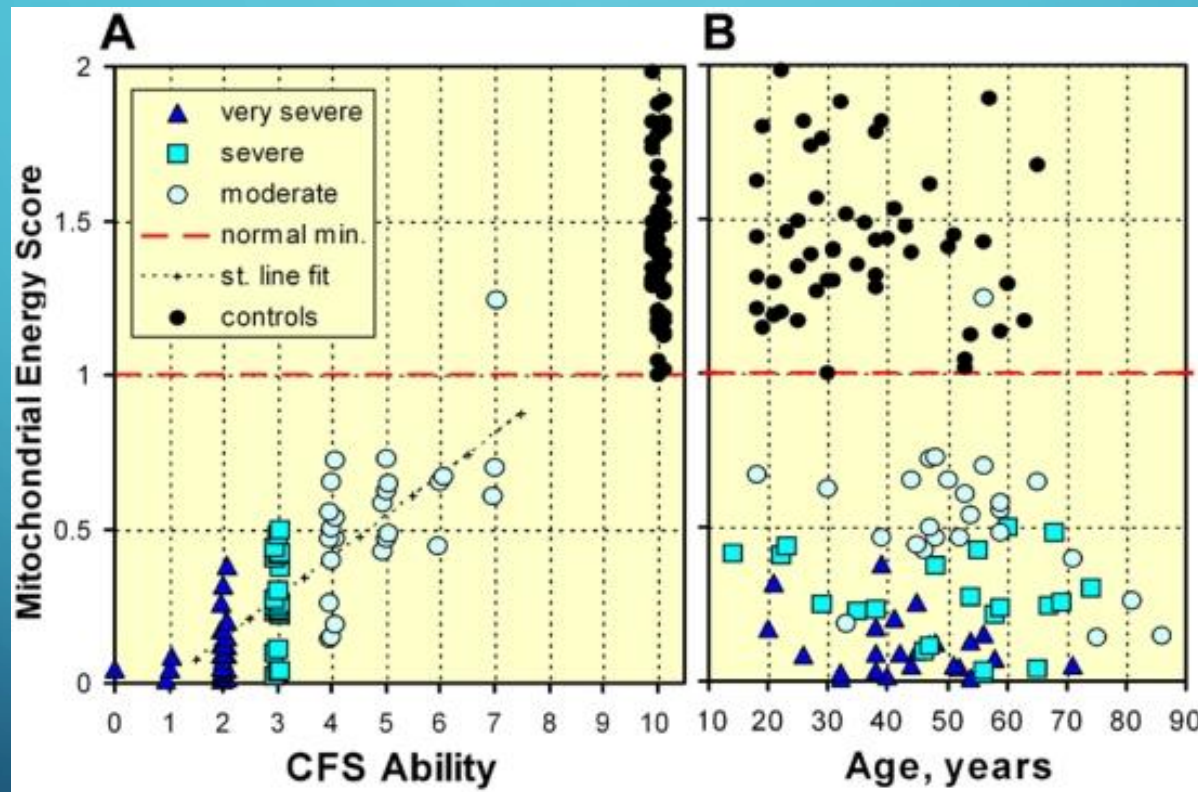 A
B
Mitochondrial Energy Score
2
1.5
1
0.5
0
very severe
severe
moderate
normal min.
st. line fit
controls
0 1 2 3 4 5 6 7 8 9 10
10 20 30 40 50 60 70 80 90
CFS Ability
Age, years